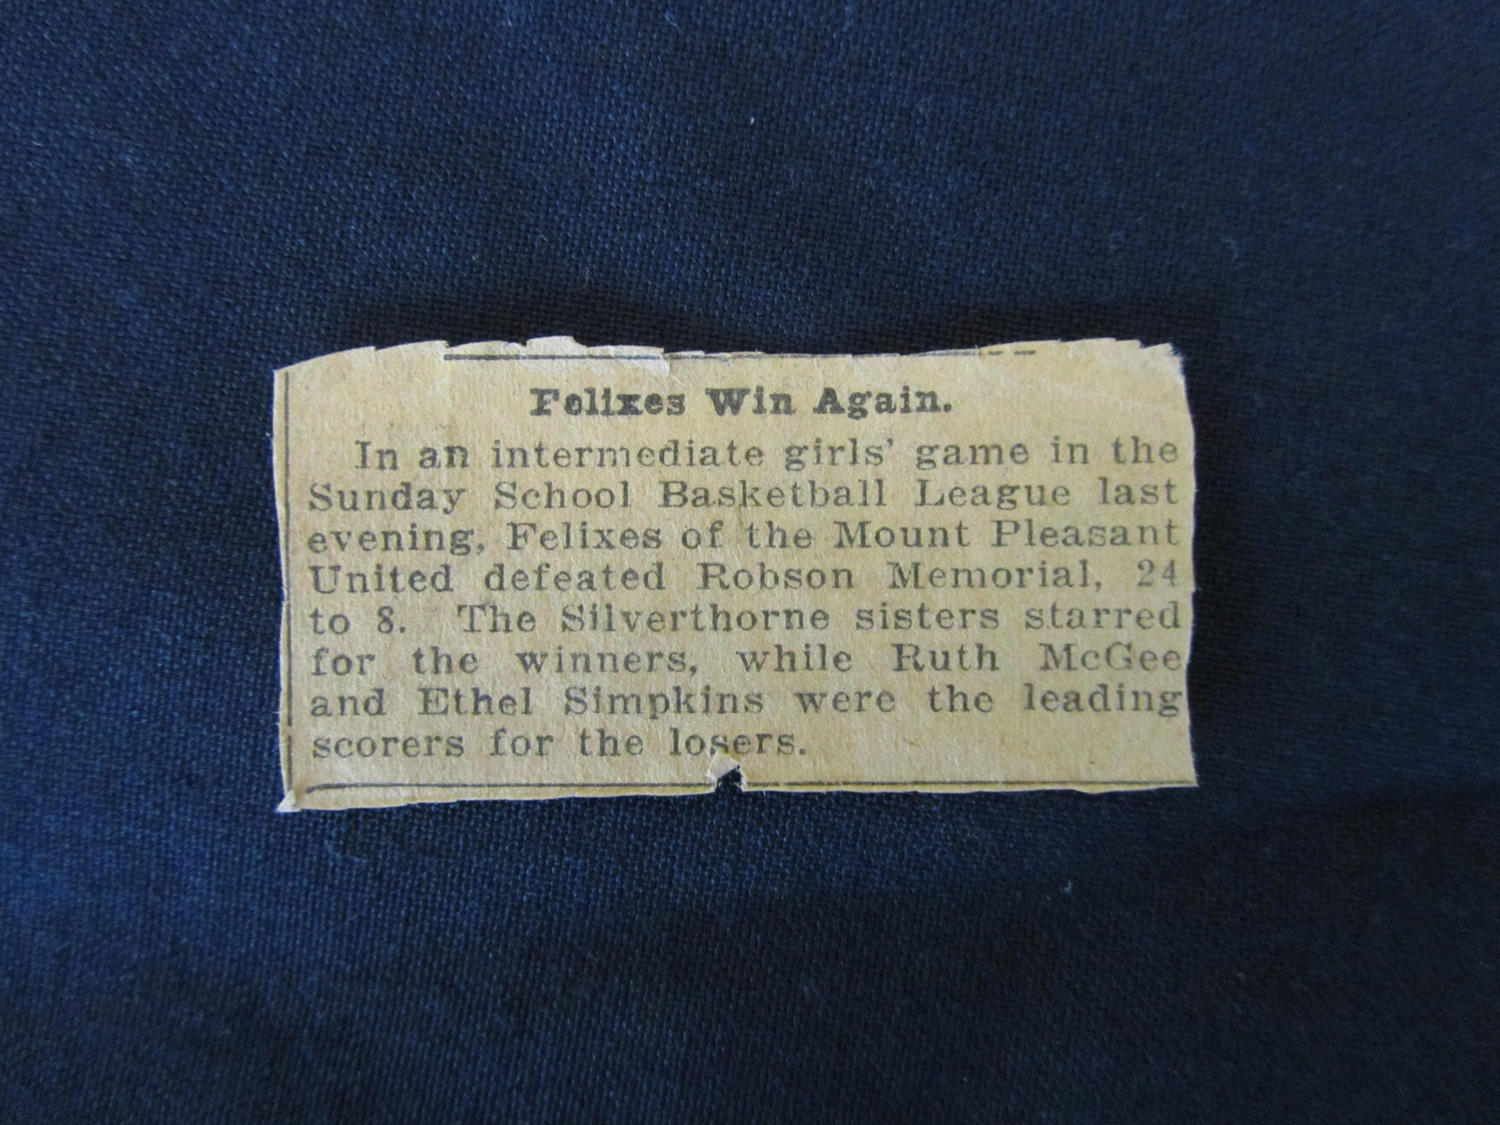 Felixes Win Again.
In an intermediate girls' game in the
Sunday School Basketball League last
evening, Felixes of the Mount Pleasant
United defeated Robson Memorial, 24
to 8. The Silverthorne sisters starred
for the winners, while Ruth McGee
and Ethel Simpkins were the leading
scorers for the losers.